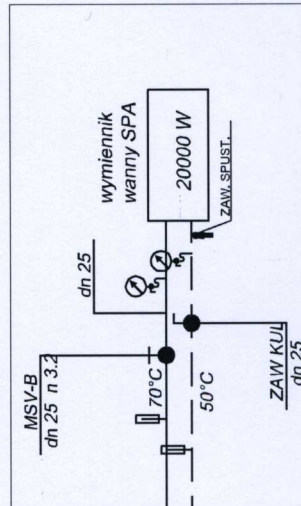 wymiennik
wanny SPA
20000 W
ZAW. SPUST.
dn 25
MSV-B
dn 25 n 3.2
70°C
50°C
ZAW KUL
dn 25